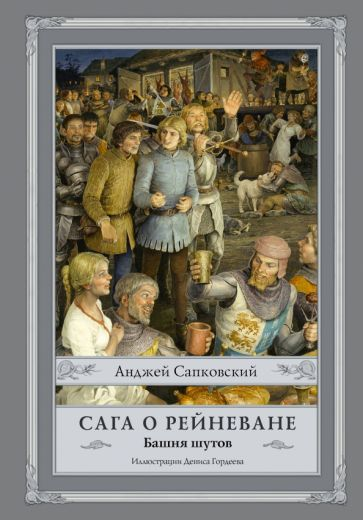 Анджей Сапковский
САГА О РЕЙНЕВАНЕ
Башня шутов
Иллюстрации Дениса Гордеева